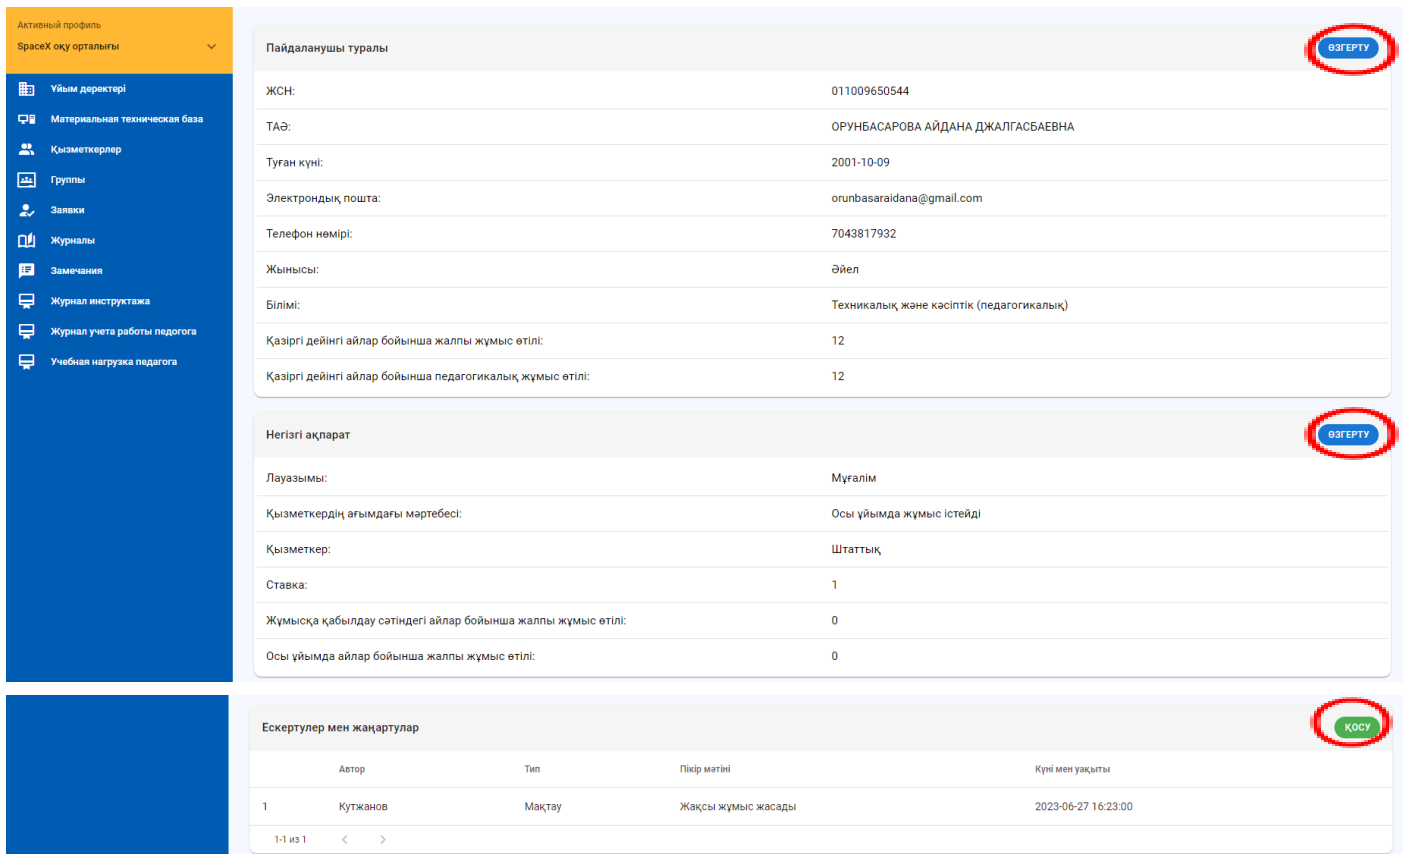 Активный профиль
SpaceX оқу орталығы
Ұйым деректері
Материальная техническая база
Қызметкерлер
Группы
Заявки
Журналы
Замечания
Журнал инструктажа
Журнал учета работы педогога
Учебная нагрузка педагога
Пайдаланушы туралы
ӨЗГЕРТУ
ЖСН: 011009650544
ТАӘ: ОРУНБАСАРОВА АЙДАНА ДЖАЛГАСБАЕВНА
Туған күні: 2001-10-09
Электрондық пошта: orunbasaraidana@gmail.com
Телефон нөмірі: 7043817932
Жынысы: Әйел
Білімі: Техникалық және кәсіптік (педагогикалық)
Қазіргі дейінгі айлар бойынша жалпы жұмыс өтілі: 12
Қазіргі дейінгі айлар бойынша педагогикалық жұмыс өтілі: 12
Негізгі ақпарат
ӨЗГЕРТУ
Лауазымы: Мұғалім
Қызметкердің ағымдағы мәртебесі: Осы ұйымда жұмыс істейді
Қызметкер: Штаттық
Ставка: 1
Жұмысқа қабылдау сәтіндегі айлар бойынша жалпы жұмыс өтілі: 0
Осы ұйымда айлар бойынша жалпы жұмыс өтілі: 0
Ескертулер мен жаңартулар
ҚОСУ
Автор Тип Пікір мәтіні Күні мен уақыты
1 Кутжанов Мақтау Жақсы жұмыс жасады 2023-06-27 16:23:00
1-1 из 1